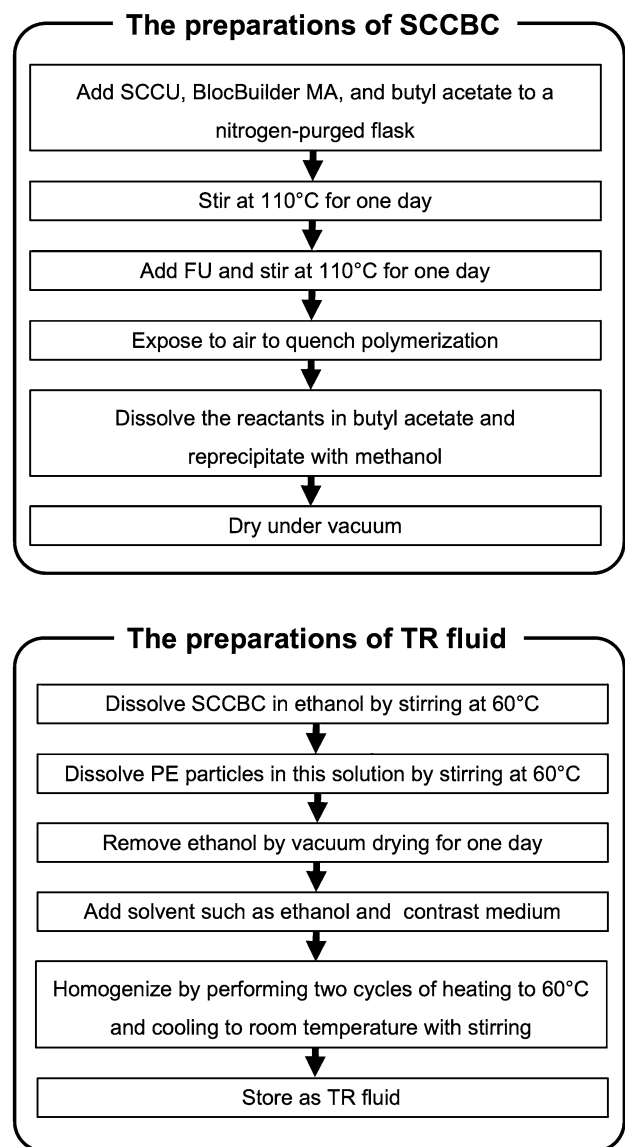 The preparations of SCCBC
Add SCCU, BlocBuilder MA, and butyl acetate to a
nitrogen-purged flask
Stir at 110°C for one day
Add FU and stir at 110°C for one day
Expose to air to quench polymerization
Dissolve the reactants in butyl acetate and
reprecipitate with methanol
Dry under vacuum
The preparations of TR fluid
Dissolve SCCBC in ethanol by stirring at 60°C
Dissolve PE particles in this solution by stirring at 60°C
Remove ethanol by vacuum drying for one day
Add solvent such as ethanol and contrast medium
Homogenize by performing two cycles of heating to 60°C
and cooling to room temperature with stirring
Store as TR fluid